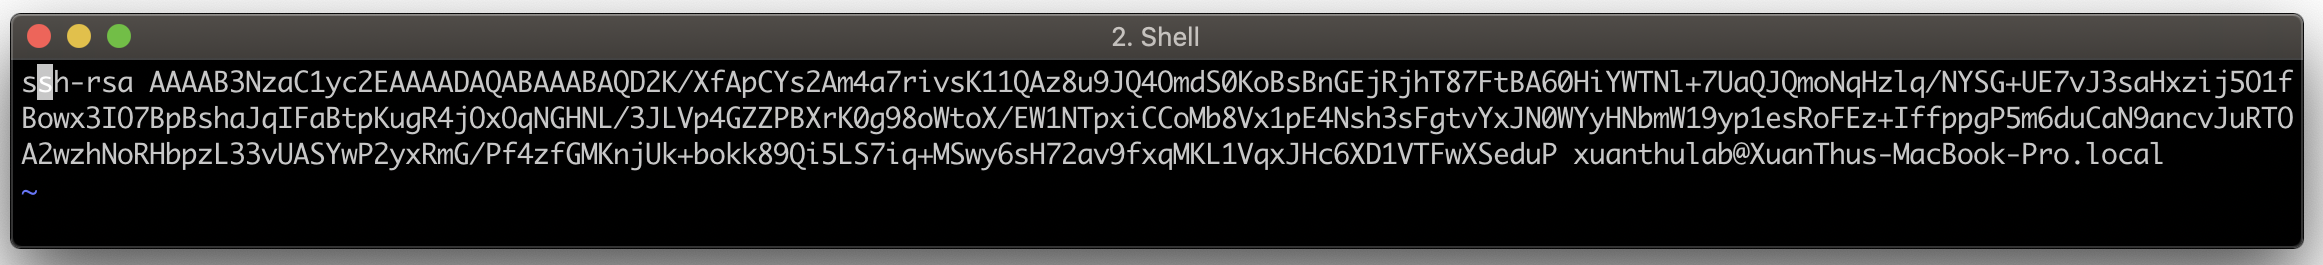 2. Shell
ssh-rsa AAAAB3NzaC1yc2EAAAADAQABAAABAQD2K/XfApCYs2Am4a7rivsK11QAz8u9JQ4OmdS0KoBsBnGEjRjhT87FtBA60HiYWTNl+7UaQJQmoNqHzlq/NYSG+UE7vJ3saHxzij5O1f
Bowx3IO7BpBshaJqIFaBtpKugR4jOxOqNGHNL/3JLVp4GZZPBXrK0g98oWtoX/EW1NTpxiCCoMb8Vx1pE4Nsh3sFgtvYxJN0WYyHNbmW19yp1esRoFEz+IffppgP5m6duCaN9ancvJuRTO
A2wzhNoRHbpzL33vUASYwP2yxRmG/Pf4zfGMKnjUk+bokk89Qi5LS7iq+MSwy6sH72av9fxqMKL1VqxJHc6XD1VTFwXSeduP xuanthulab@XuanThus-MacBook-Pro.local
~